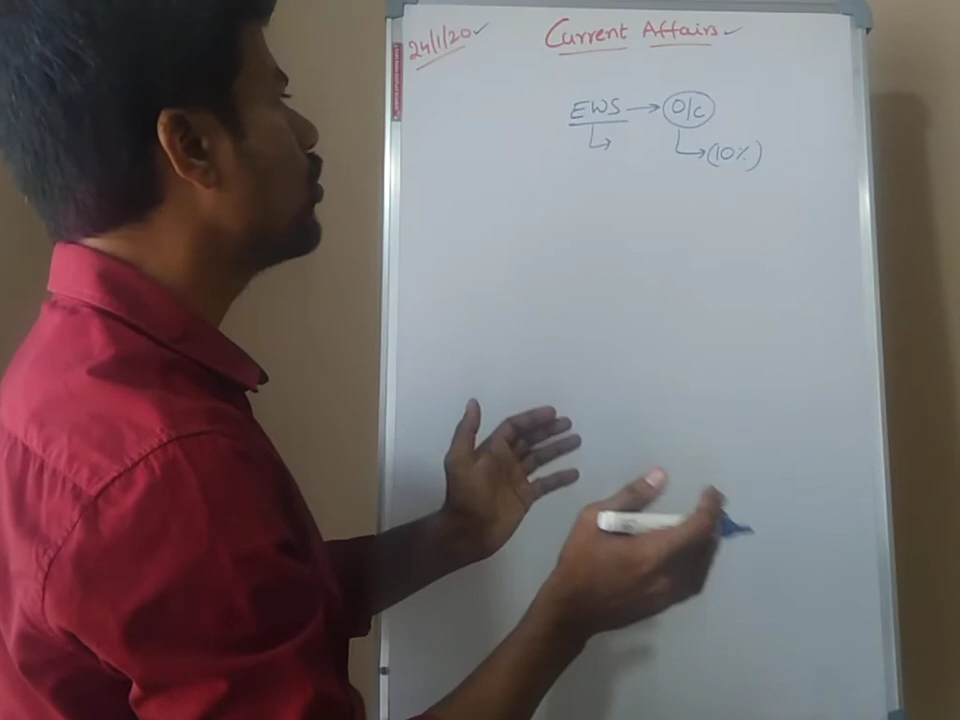 24/1/20✓ Current Affairs ✓
EWS → O/C
↳ ↳ (10%)